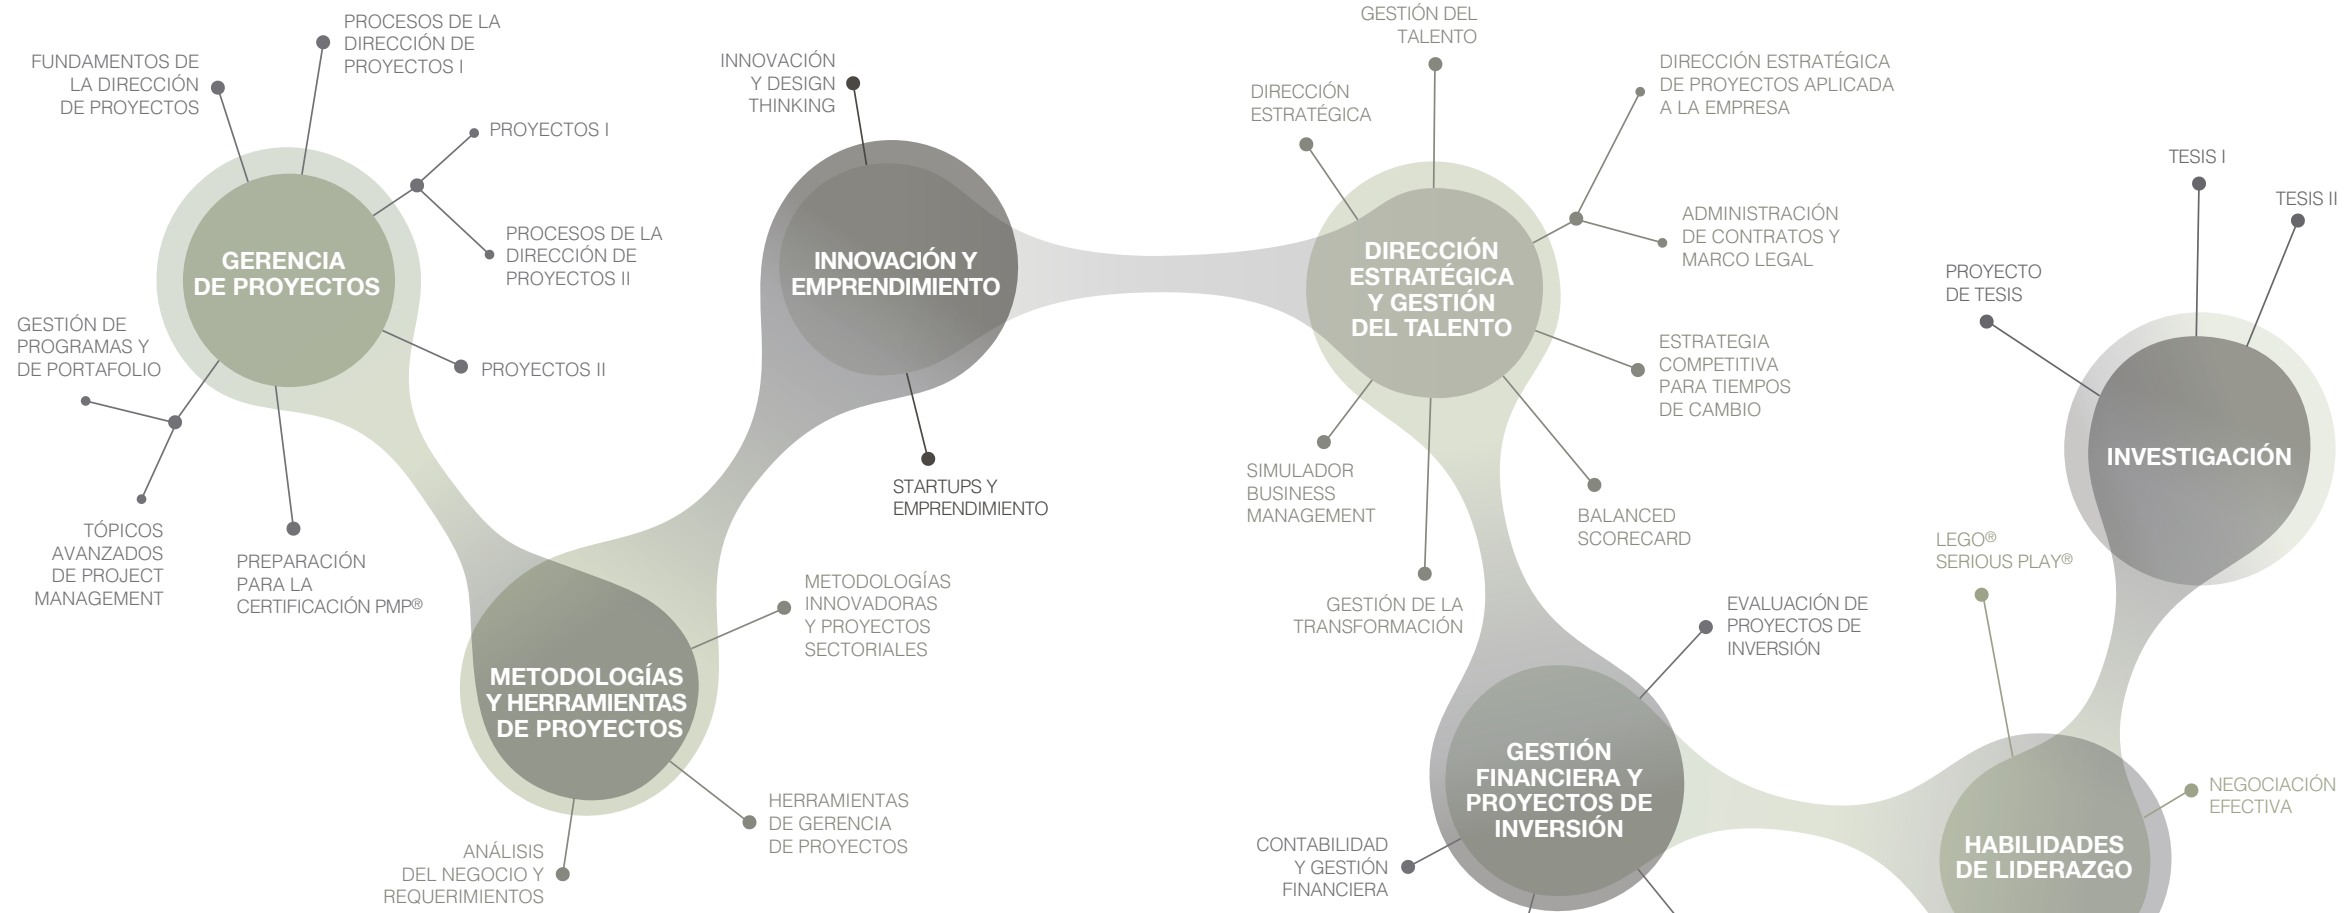 PROCESOS DE LA
DIRECCIÓN DE
PROYECTOS I
FUNDAMENTOS DE
LA DIRECCIÓN
DE PROYECTOS
PROYECTOS I
PROCESOS DE LA
DIRECCIÓN DE
PROYECTOS II
GERENCIA
DE PROYECTOS
GESTIÓN DE
PROGRAMAS Y
DE PORTAFOLIO
PROYECTOS II
TÓPICOS
AVANZADOS
DE PROJECT
MANAGEMENT
PREPARACIÓN
PARA LA
CERTIFICACIÓN PMP®
METODOLOGÍAS
Y HERRAMIENTAS
DE PROYECTOS
METODOLOGÍAS
INNOVADORAS
Y PROYECTOS
SECTORIALES
HERRAMIENTAS
DE GERENCIA
DE PROYECTOS
ANÁLISIS
DEL NEGOCIO Y
REQUERIMIENTOS
INNOVACIÓN
Y DESIGN
THINKING
INNOVACIÓN Y
EMPRENDIMIENTO
STARTUPS Y
EMPRENDIMIENTO
GESTIÓN DEL
TALENTO
DIRECCIÓN
ESTRATÉGICA
DIRECCIÓN ESTRATÉGICA
DE PROYECTOS APLICADA
A LA EMPRESA
ADMINISTRACIÓN
DE CONTRATOS Y
MARCO LEGAL
DIRECCIÓN
ESTRATÉGICA
Y GESTIÓN
DEL TALENTO
ESTRATEGIA
COMPETITIVA
PARA TIEMPOS
DE CAMBIO
SIMULADOR
BUSINESS
MANAGEMENT
BALANCED
SCORECARD
GESTIÓN DE LA
TRANSFORMACIÓN
EVALUACIÓN DE
PROYECTOS DE
INVERSIÓN
GESTIÓN
FINANCIERA Y
PROYECTOS DE
INVERSIÓN
CONTABILIDAD
Y GESTIÓN
FINANCIERA
TESIS I
TESIS II
PROYECTO
DE TESIS
INVESTIGACIÓN
LEGO®
SERIOUS PLAY®
NEGOCIACIÓN
EFECTIVA
HABILIDADES
DE LIDERAZGO